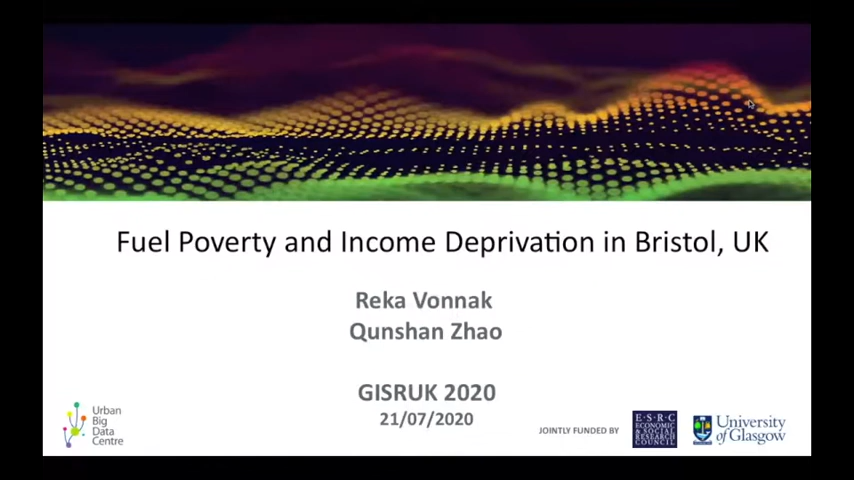 Fuel Poverty and Income Deprivation in Bristol, UK
Reka Vonnak
Qunshan Zhao
GISRUK 2020
21/07/2020
Urban
Big
Data
Centre
JOINTLY FUNDED BY
E·S·R·C
ECONOMIC
& SOCIAL
RESEARCH
COUNCIL
University
of Glasgow